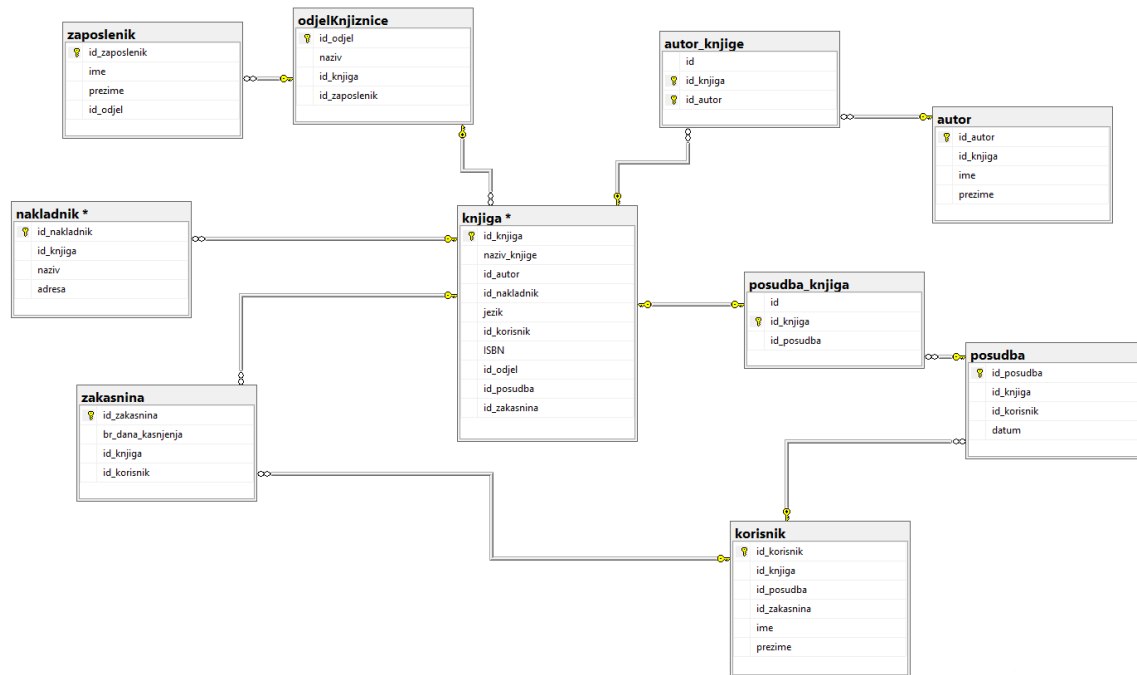 zaposlenik
id_zaposlenik
ime
prezime
id_odjel
odjelKnjiznice
id_odjel
naziv
id_knjiga
id_zaposlenik
autor_knjige
id
id_knjiga
id_autor
autor
id_autor
id_knjiga
ime
prezime
nakladnik *
id_nakladnik
id_knjiga
naziv
adresa
knjiga *
id_knjiga
naziv_knjige
id_autor
id_nakladnik
jezik
id_korisnik
ISBN
id_odjel
id_posudba
id_zakasnina
posudba_knjiga
id
id_knjiga
id_posudba
posudba
id_posudba
id_knjiga
id_korisnik
datum
zakasnina
id_zakasnina
br_dana_kasnjenja
id_knjiga
id_korisnik
korisnik
id_korisnik
id_knjiga
id_posudba
id_zakasnina
ime
prezime